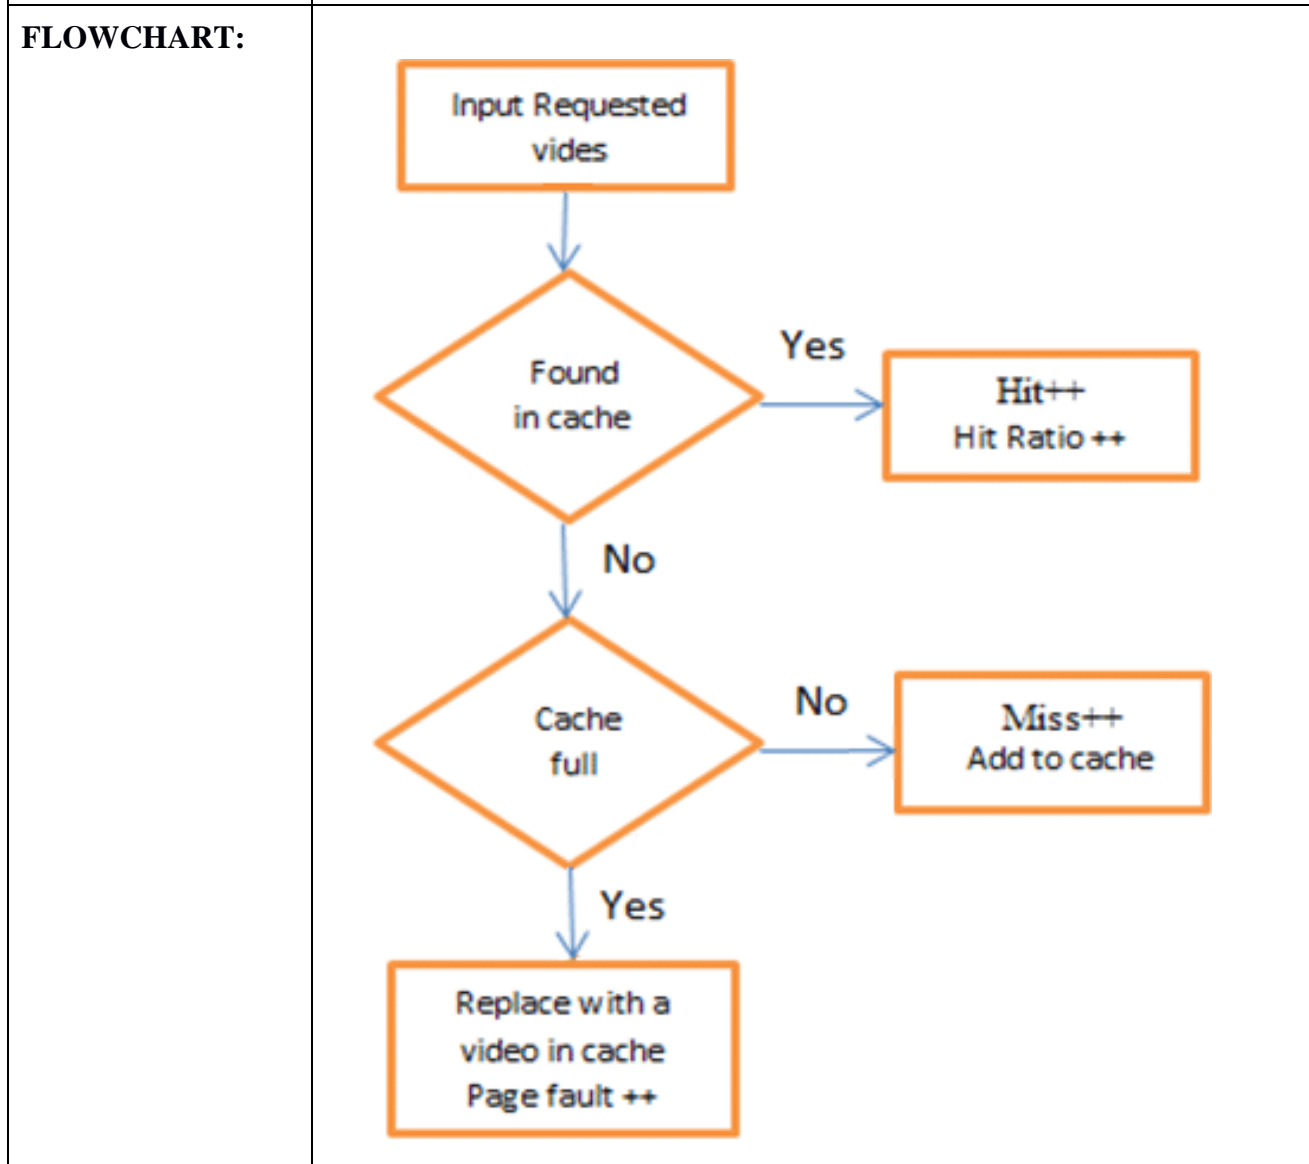 FLOWCHART:
Input Requested
vides
Found
in cache
Yes
Hit++
Hit Ratio ++
No
Cache
full
No
Miss++
Add to cache
Yes
Replace with a
video in cache
Page fault ++